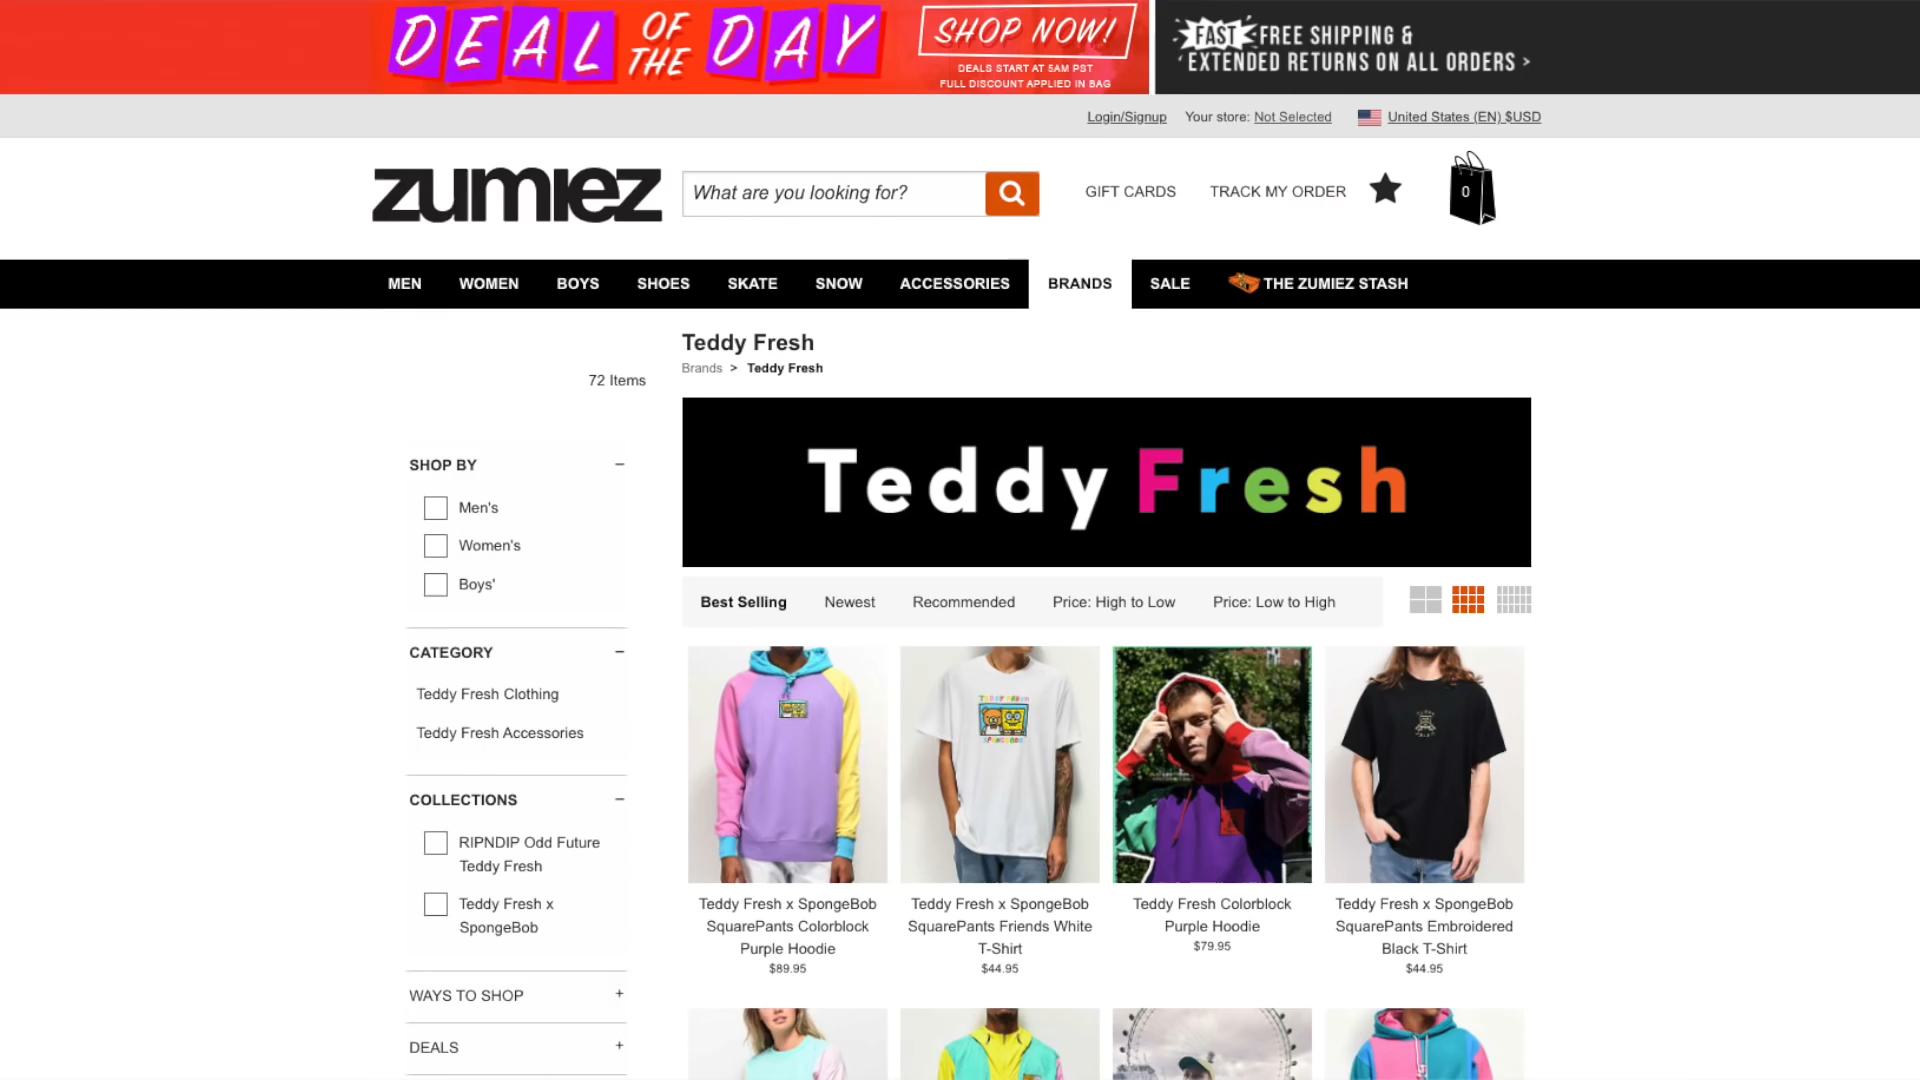 DEAL OF THE DAY
SHOP NOW!
DEALS START AT 5AM PST
FULL DISCOUNT APPLIED IN BAG
FAST FREE SHIPPING &
EXTENDED RETURNS ON ALL ORDERS >
Login/Signup Your store: Not Selected United States (EN) $USD
zumiez
What are you looking for?
GIFT CARDS TRACK MY ORDER 0
MEN WOMEN BOYS SHOES SKATE SNOW ACCESSORIES BRANDS SALE THE ZUMIEZ STASH
Teddy Fresh
Brands > Teddy Fresh
72 Items
SHOP BY −
Men's
Women's
Boys'
CATEGORY −
Teddy Fresh Clothing
Teddy Fresh Accessories
COLLECTIONS −
RIPNDIP Odd Future
Teddy Fresh
Teddy Fresh x
SpongeBob
WAYS TO SHOP +
DEALS +
Teddy Fresh
Best Selling Newest Recommended Price: High to Low Price: Low to High
TEDDY FRESH
SPONGEBOB
Teddy Fresh x SpongeBob
SquarePants Colorblock
Purple Hoodie
$89.95
Teddy Fresh x SpongeBob
SquarePants Friends White
T-Shirt
$44.95
Teddy Fresh Colorblock
Purple Hoodie
$79.95
Teddy Fresh x SpongeBob
SquarePants Embroidered
Black T-Shirt
$44.95